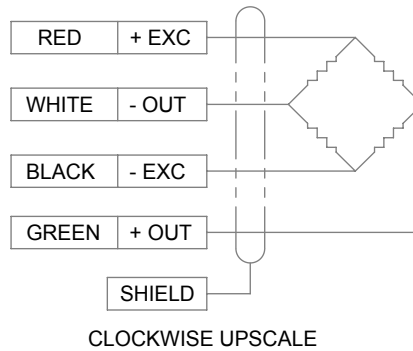 RED + EXC
WHITE - OUT
BLACK - EXC
GREEN + OUT
SHIELD
CLOCKWISE UPSCALE